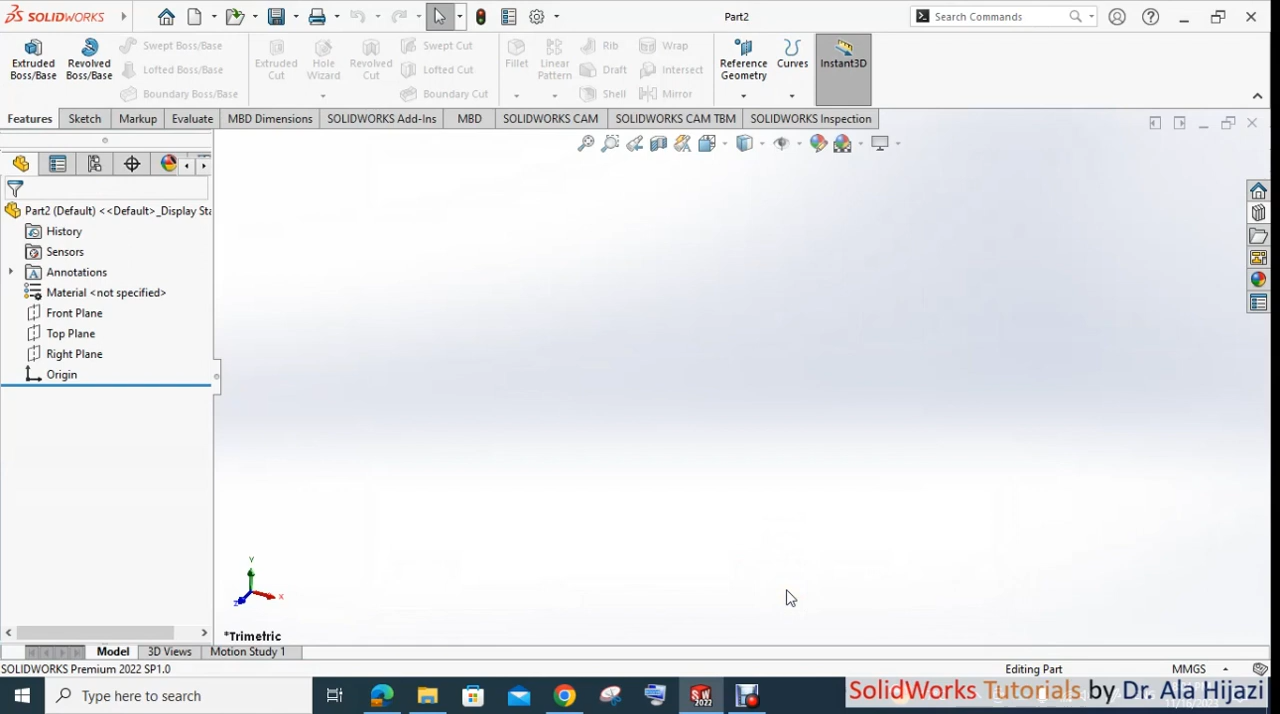 SOLIDWORKS
Part2
Search Commands
Extruded Boss/Base
Revolved Boss/Base
Swept Boss/Base
Lofted Boss/Base
Boundary Boss/Base
Extruded Cut
Hole Wizard
Revolved Cut
Swept Cut
Lofted Cut
Boundary Cut
Fillet
Linear Pattern
Rib
Draft
Shell
Wrap
Intersect
Mirror
Reference Geometry
Curves
Instant3D
Features Sketch Markup Evaluate MBD Dimensions SOLIDWORKS Add-Ins MBD SOLIDWORKS CAM SOLIDWORKS CAM TBM SOLIDWORKS Inspection
Part2 (Default) <<Default>_Display Sta
History
Sensors
Annotations
Material <not specified>
Front Plane
Top Plane
Right Plane
Origin
Y
X
Z
*Trimetric
Model 3D Views Motion Study 1
SOLIDWORKS Premium 2022 SP1.0
Editing Part
MMGS
Type here to search
SW 2022
SolidWorks Tutorials by Dr. Ala Hijazi